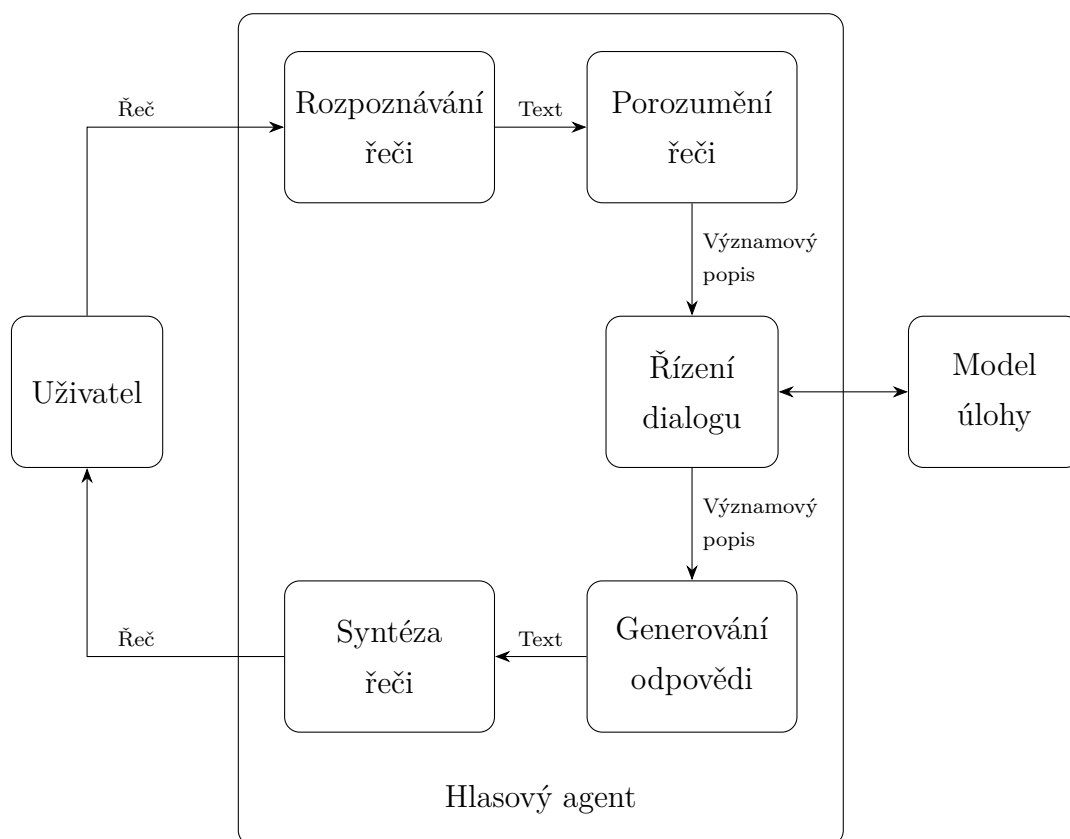 Řeč
Rozpoznávání
řeči
Text
Porozumění
řeči
Významový
popis
Uživatel
Řízení
dialogu
Model
úlohy
Významový
popis
Řeč
Syntéza
řeči
Text
Generování
odpovědi
Hlasový agent